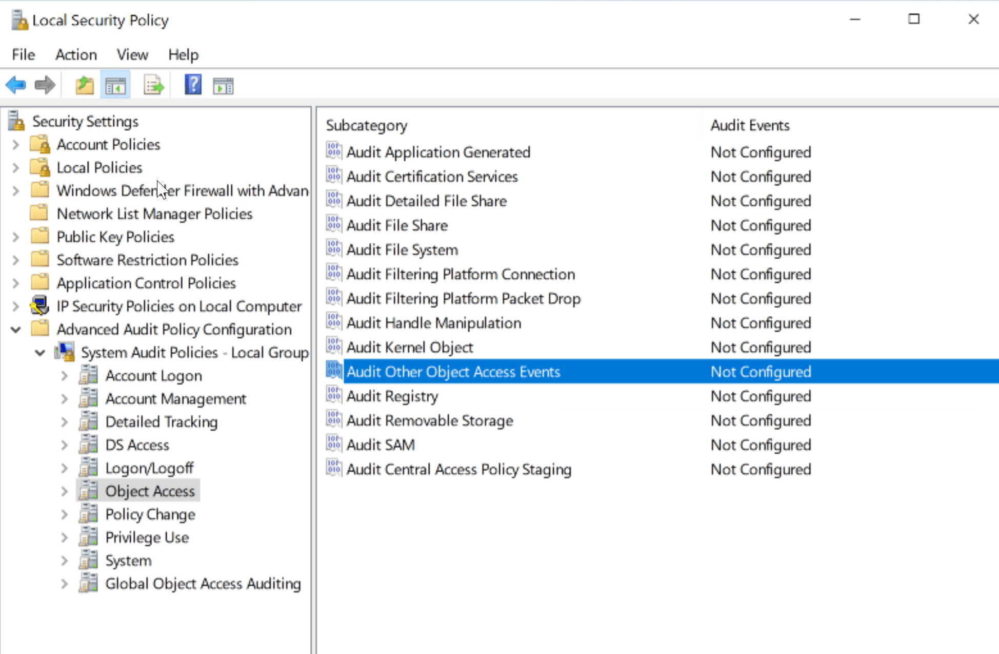 Local Security Policy
File Action View Help
Security Settings
Account Policies
Local Policies
Windows Defender Firewall with Advan
Network List Manager Policies
Public Key Policies
Software Restriction Policies
Application Control Policies
IP Security Policies on Local Computer
Advanced Audit Policy Configuration
System Audit Policies - Local Group
Account Logon
Account Management
Detailed Tracking
DS Access
Logon/Logoff
Object Access
Policy Change
Privilege Use
System
Global Object Access Auditing
Subcategory Audit Events
Audit Application Generated Not Configured
Audit Certification Services Not Configured
Audit Detailed File Share Not Configured
Audit File Share Not Configured
Audit File System Not Configured
Audit Filtering Platform Connection Not Configured
Audit Filtering Platform Packet Drop Not Configured
Audit Handle Manipulation Not Configured
Audit Kernel Object Not Configured
Audit Other Object Access Events Not Configured
Audit Registry Not Configured
Audit Removable Storage Not Configured
Audit SAM Not Configured
Audit Central Access Policy Staging Not Configured